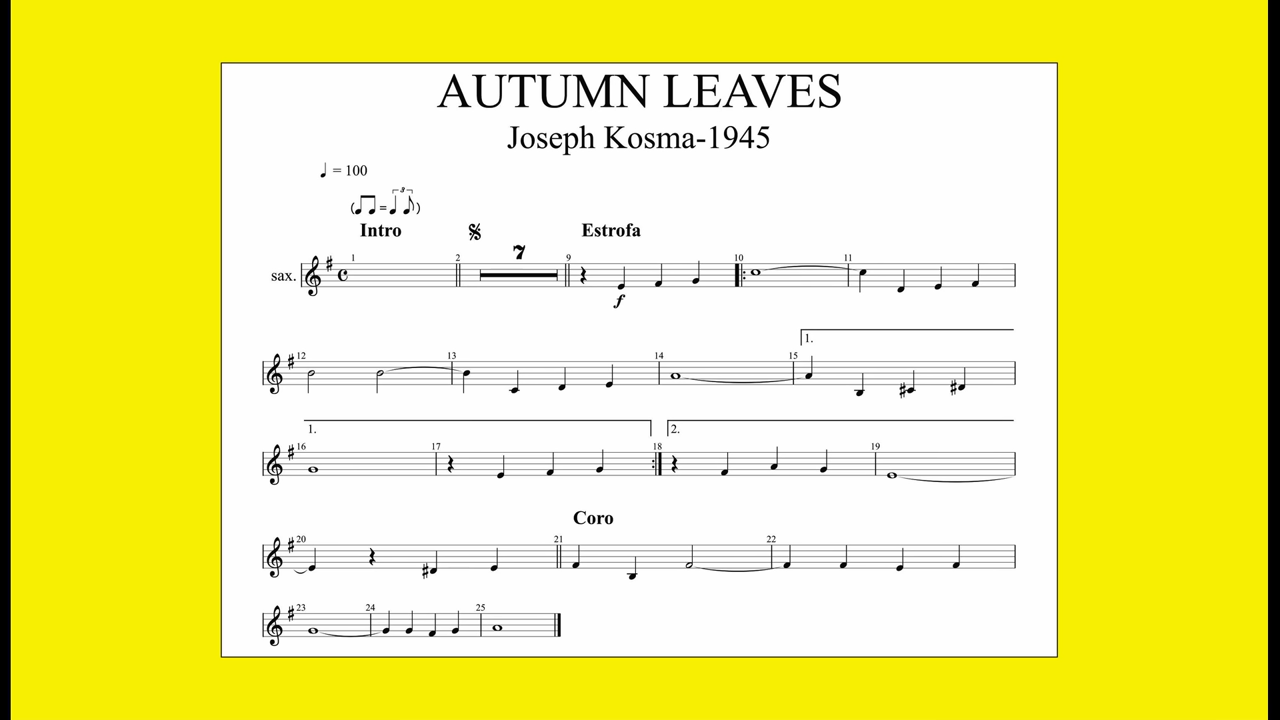 AUTUMN LEAVES
Joseph Kosma-1945
= 100
( = 3 )
Intro
Estrofa
7
sax.
1 2 9 10 11
f
12 13 14 15
1.
16 17 18 19
1. 2.
Coro
20 21 22
23 24 25